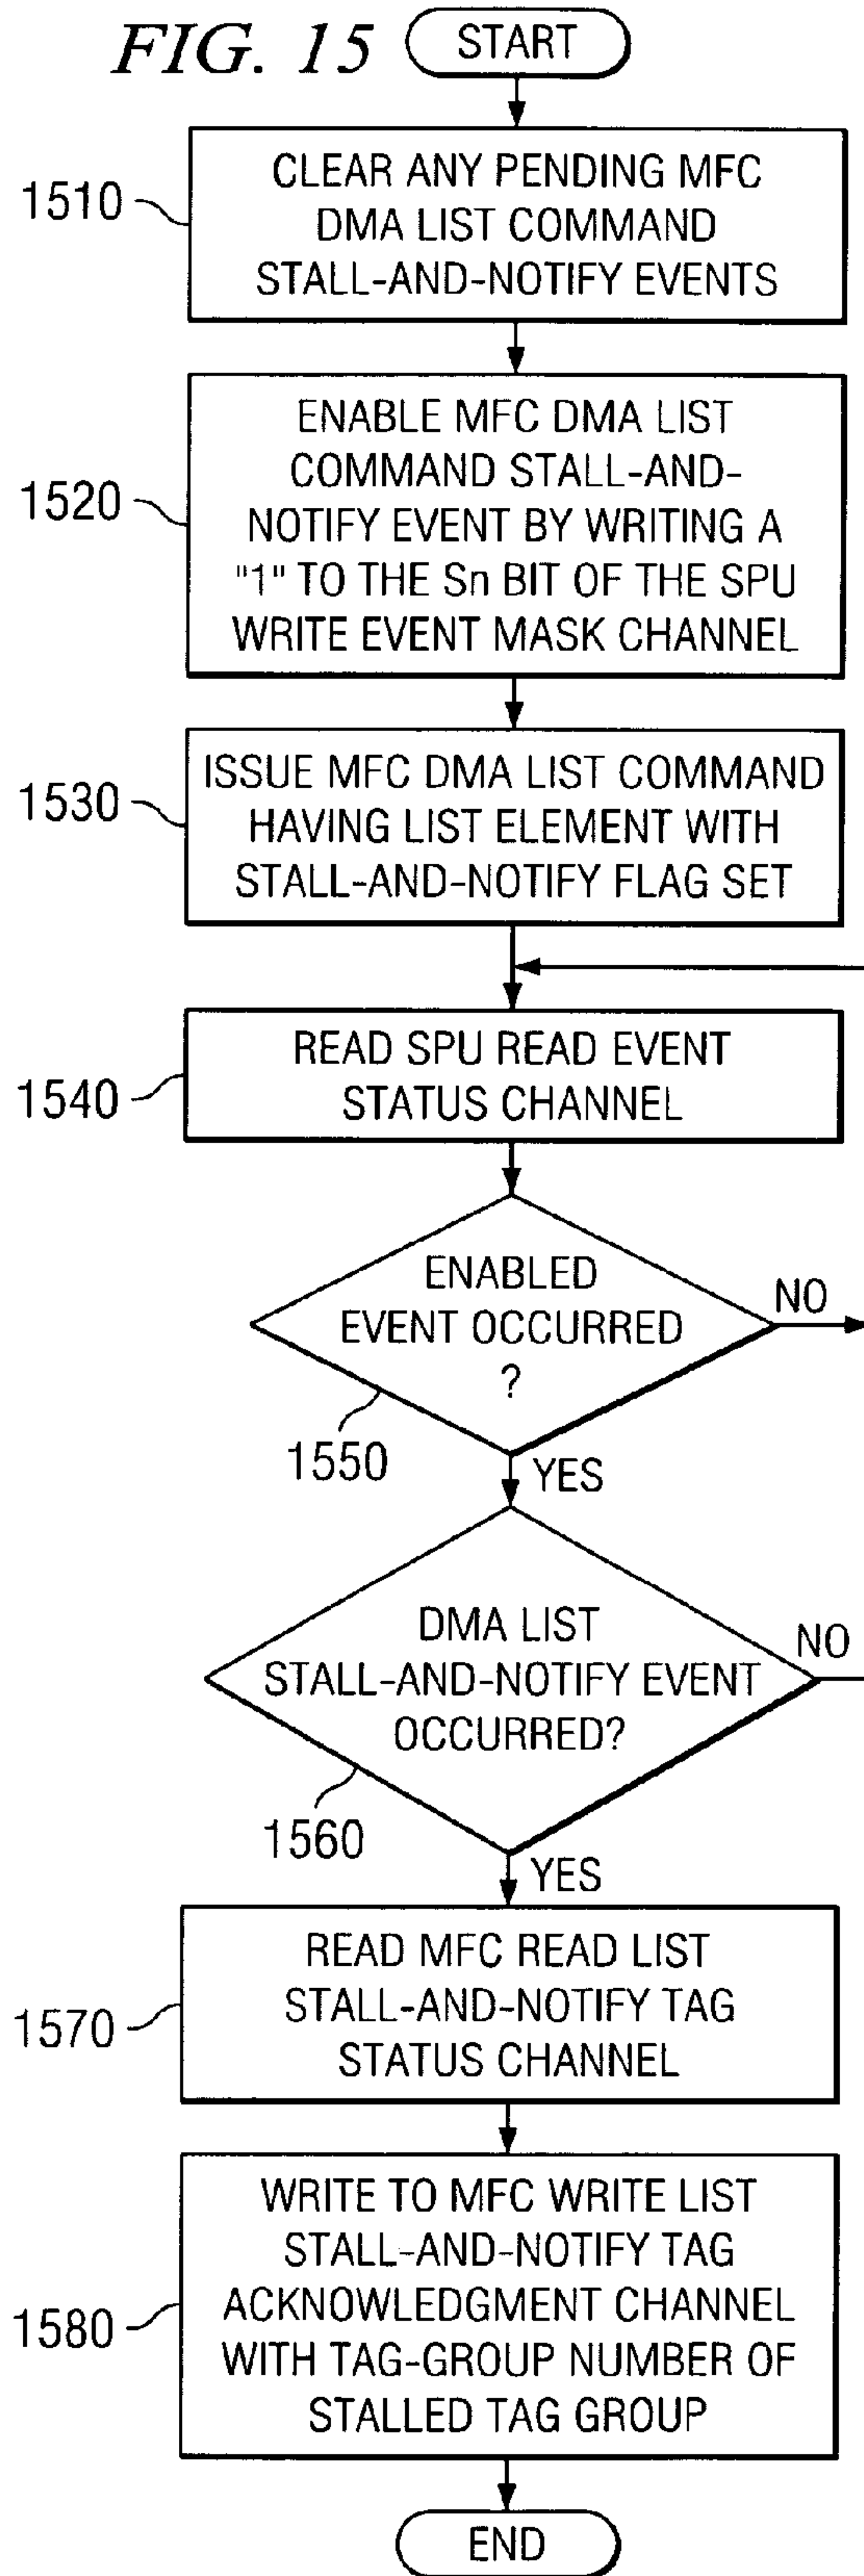 FIG. 15
START
1510
CLEAR ANY PENDING MFC
DMA LIST COMMAND
STALL-AND-NOTIFY EVENTS
1520
ENABLE MFC DMA LIST
COMMAND STALL-AND-
NOTIFY EVENT BY WRITING A
"1" TO THE Sn BIT OF THE SPU
WRITE EVENT MASK CHANNEL
1530
ISSUE MFC DMA LIST COMMAND
HAVING LIST ELEMENT WITH
STALL-AND-NOTIFY FLAG SET
1540
READ SPU READ EVENT
STATUS CHANNEL
ENABLED
EVENT OCCURRED
?
NO
1550
YES
DMA LIST
STALL-AND-NOTIFY EVENT
OCCURRED?
NO
1560
YES
1570
READ MFC READ LIST
STALL-AND-NOTIFY TAG
STATUS CHANNEL
1580
WRITE TO MFC WRITE LIST
STALL-AND-NOTIFY TAG
ACKNOWLEDGMENT CHANNEL
WITH TAG-GROUP NUMBER OF
STALLED TAG GROUP
END